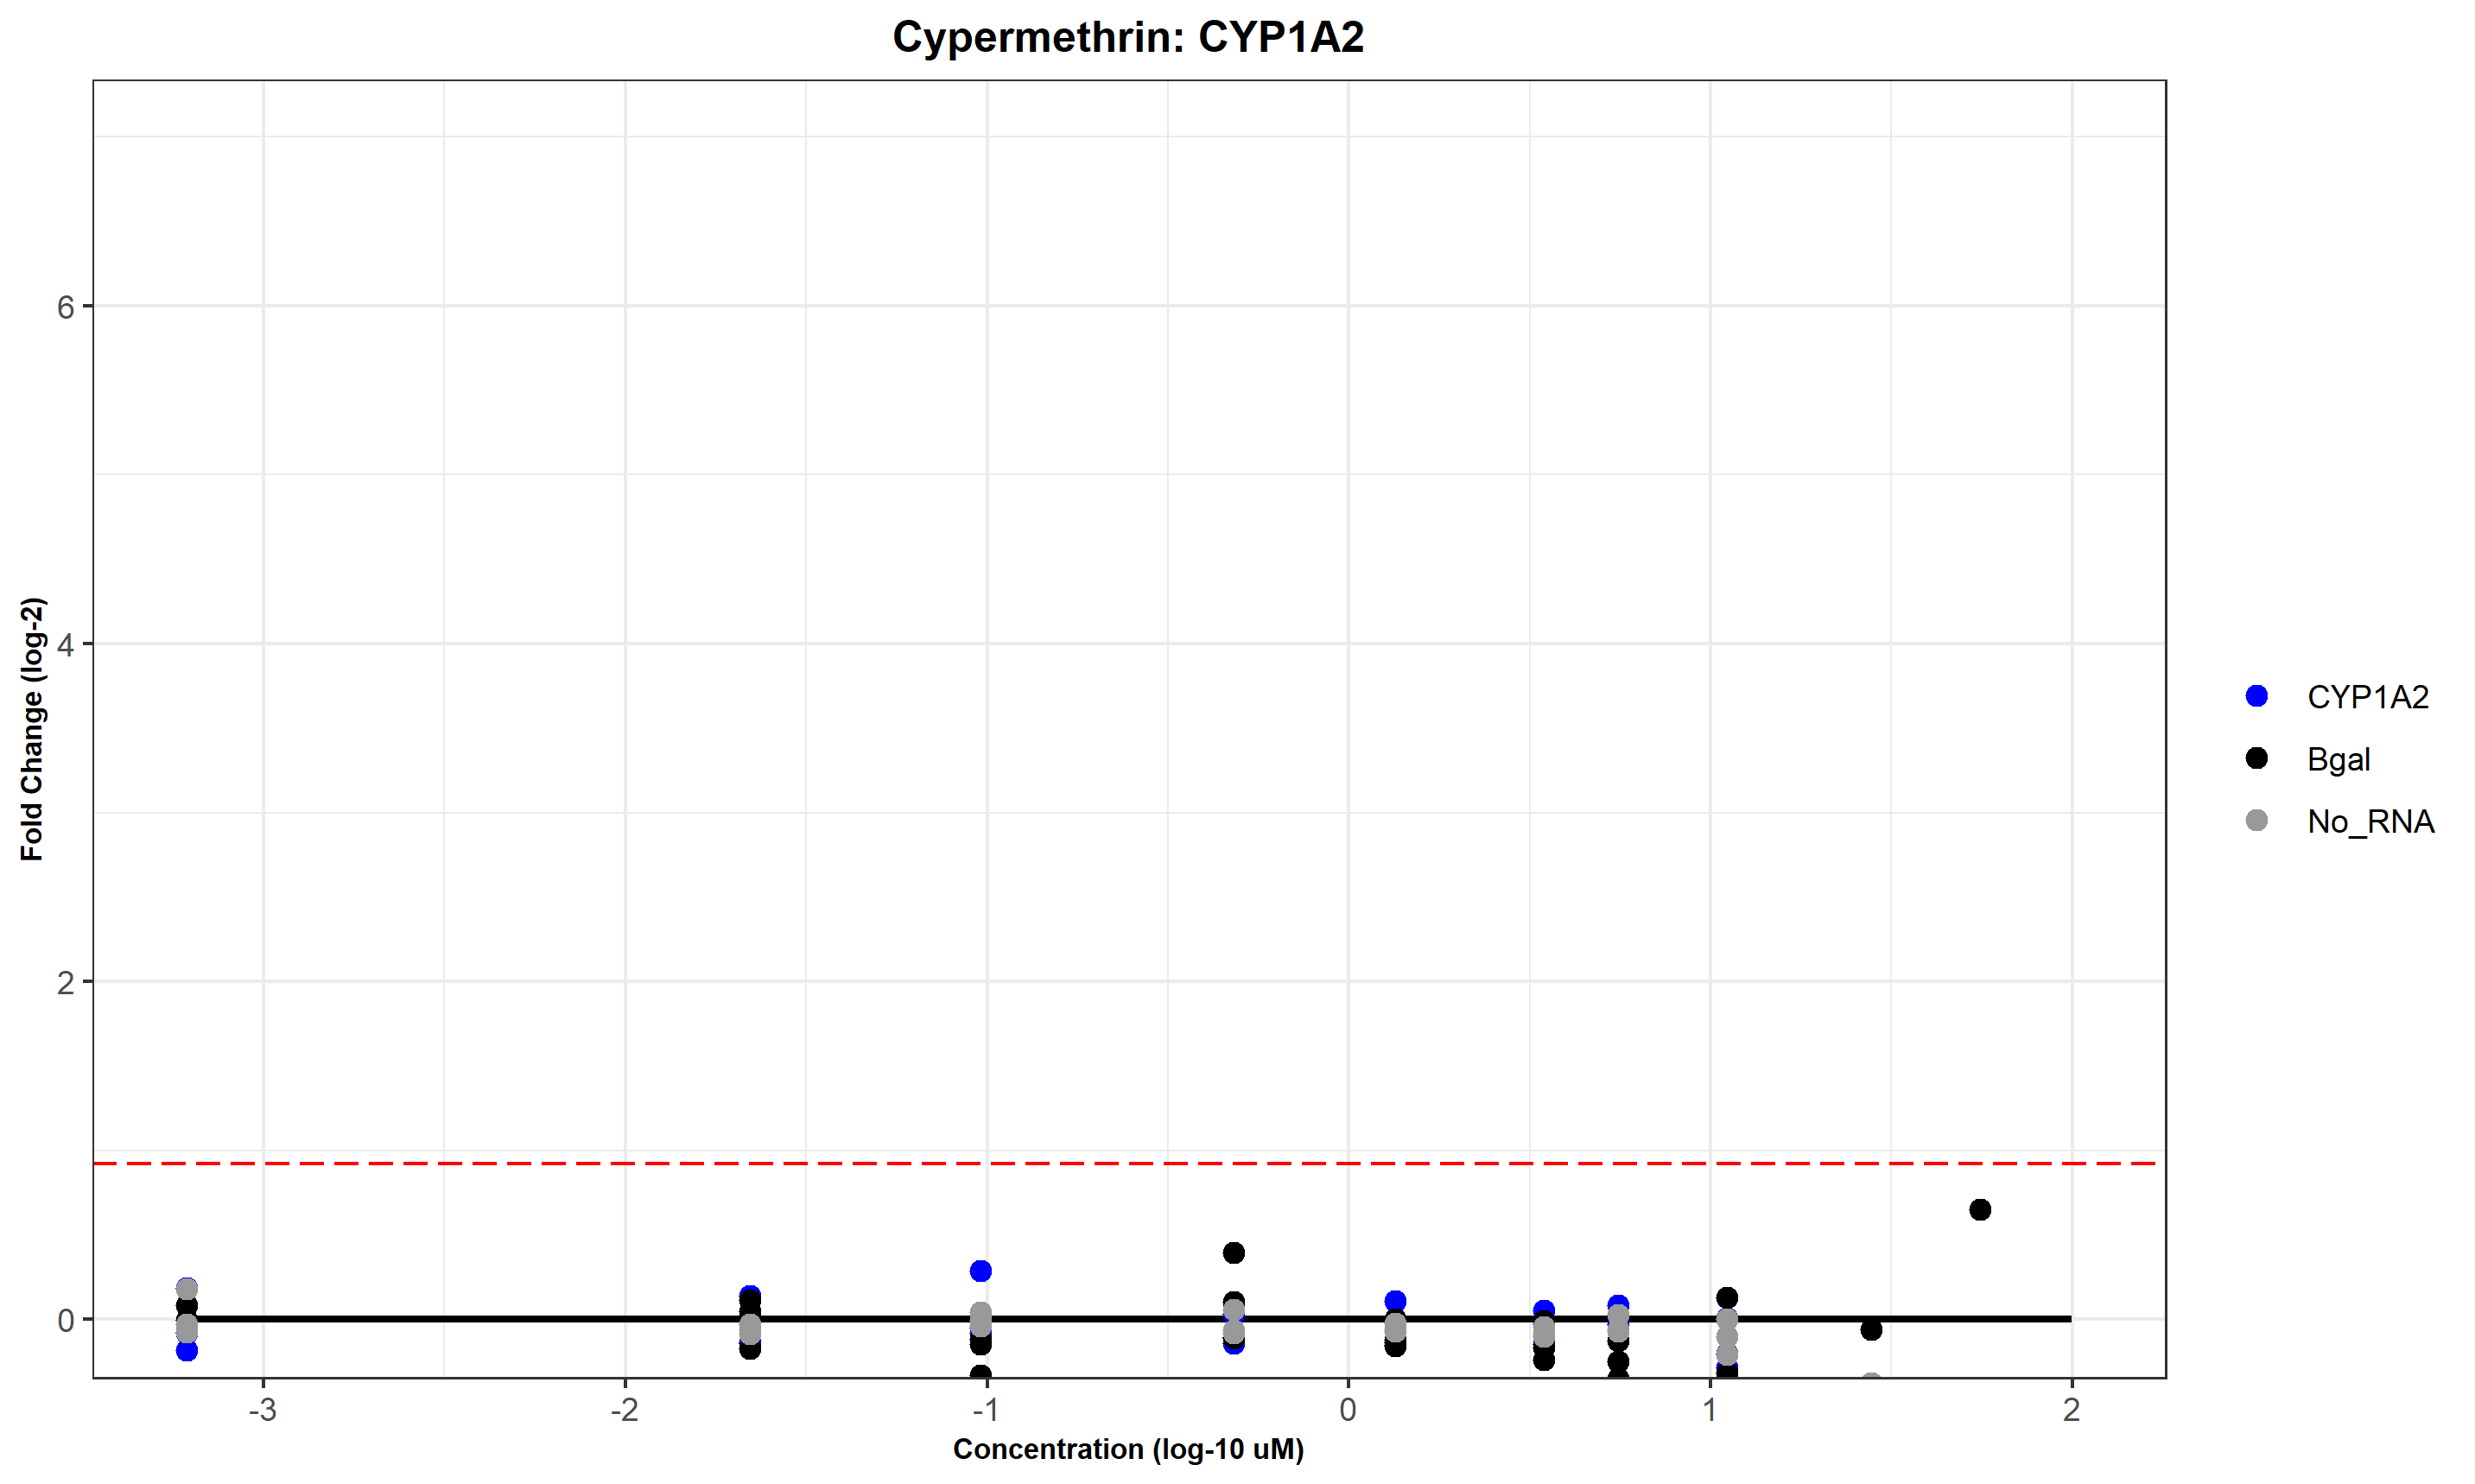 Cypermethrin: CYP1A2
Fold Change (log-2)
6
4
2
0
-3
-2
-1
0
1
2
Concentration (log-10 uM)
CYP1A2
Bgal
No_RNA